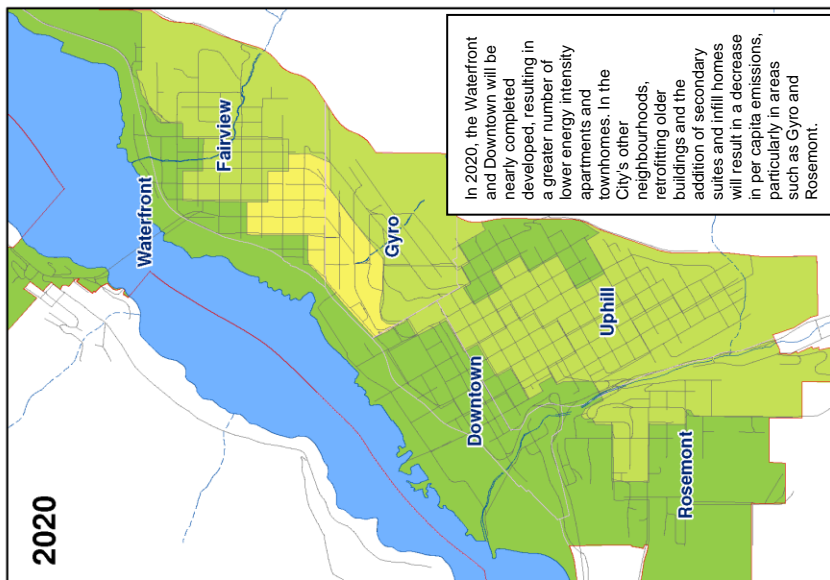 2020
Waterfront
Fairview
Gyro
Downtown
Uphill
Rosemont
In 2020, the Waterfront
and Downtown will be
nearly completed
developed, resulting in
a greater number of
lower energy intensity
apartments and
townhomes. In the
City's other
neighbourhoods,
retrofitting older
buildings and the
addition of secondary
suites and infill homes
will result in a decrease
in per capita emissions,
particularly in areas
such as Gyro and
Rosemont.